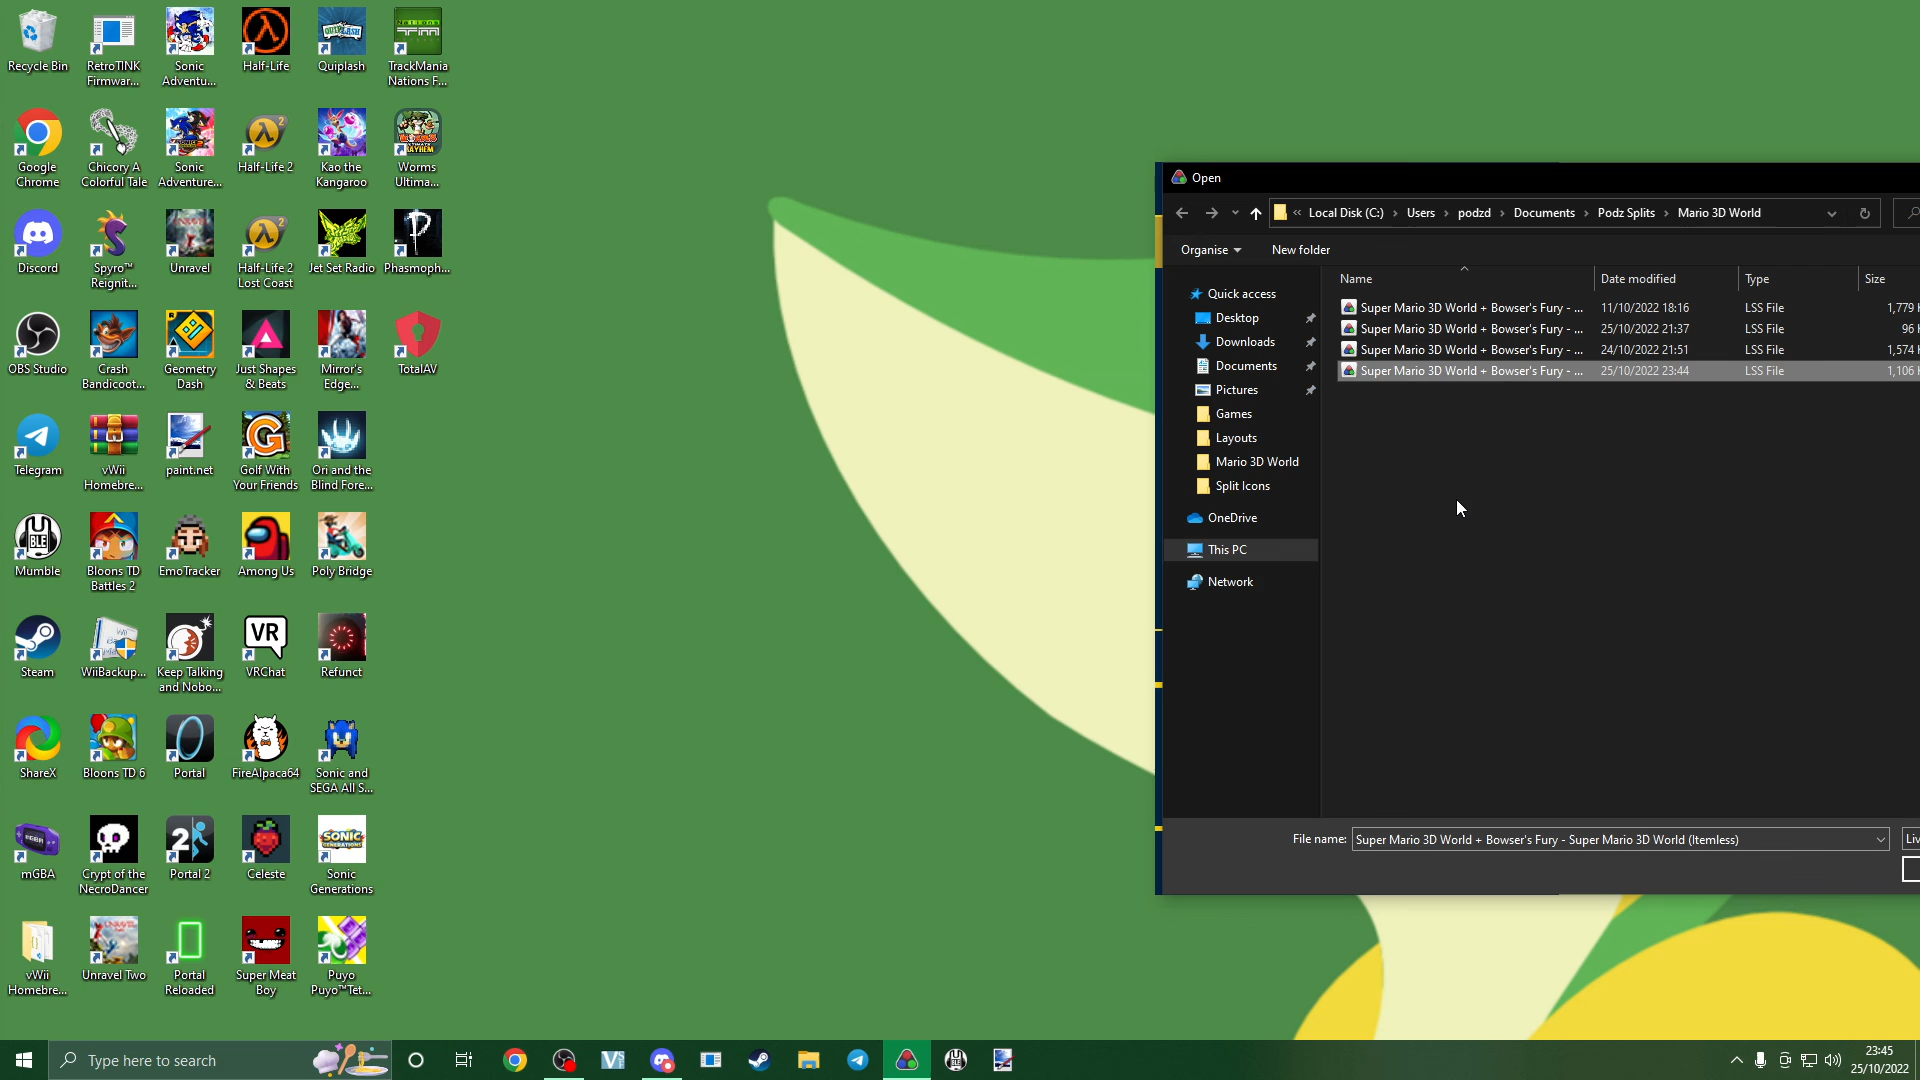 Recycle Bin
RetroTINK
Firmwar...
Sonic
Adventu...
Half-Life
Quiplash
TrackMania
Nations F...
Google
Chrome
Chicory A
Colorful Tale
Sonic
Adventure...
Half-Life 2
Kao the
Kangaroo
Worms
Ultima...
Discord
Spyro™
Reignit...
Unravel
Half-Life 2
Lost Coast
Jet Set Radio
Phasmoph...
OBS Studio
Crash
Bandicoot...
Geometry
Dash
Just Shapes
& Beats
Mirror's
Edge...
TotalAV
Telegram
vWii
Homebre...
paint.net
Golf With
Your Friends
Ori and the
Blind Fore...
Mumble
Bloons TD
Battles 2
EmoTracker
Among Us
Poly Bridge
Steam
WiiBackup...
Keep Talking
and Nobo...
VR
VRChat
Refunct
ShareX
Bloons TD 6
Portal
FireAlpaca64
Sonic and
SEGA All S...
mGBA
Crypt of the
NecroDancer
Portal 2
Celeste
Sonic
Generations
vWii
Homebre...
Unravel Two
Portal
Reloaded
Super Meat
Boy
Puyo
Puyo™Tet...
Open
« Local Disk (C:) › Users › podzd › Documents › Podz Splits › Mario 3D World
Organise
New folder
Name
Date modified
Type
Size
Super Mario 3D World + Bowser's Fury - ... 11/10/2022 18:16 LSS File 1,779
Super Mario 3D World + Bowser's Fury - ... 25/10/2022 21:37 LSS File 96
Super Mario 3D World + Bowser's Fury - ... 24/10/2022 21:51 LSS File 1,574
Super Mario 3D World + Bowser's Fury - ... 25/10/2022 23:44 LSS File 1,106
Quick access
Desktop
Downloads
Documents
Pictures
Games
Layouts
Mario 3D World
Split Icons
OneDrive
This PC
Network
File name: Super Mario 3D World + Bowser's Fury - Super Mario 3D World (Itemless)
Liv
Type here to search
23:45
25/10/2022